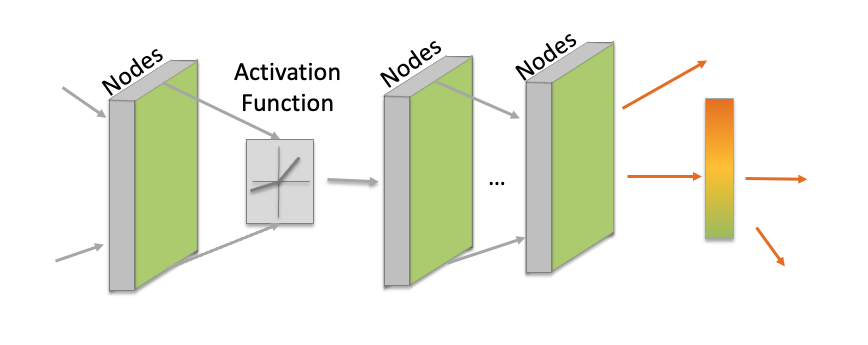 Nodes
Activation
Function
Nodes
...
Nodes